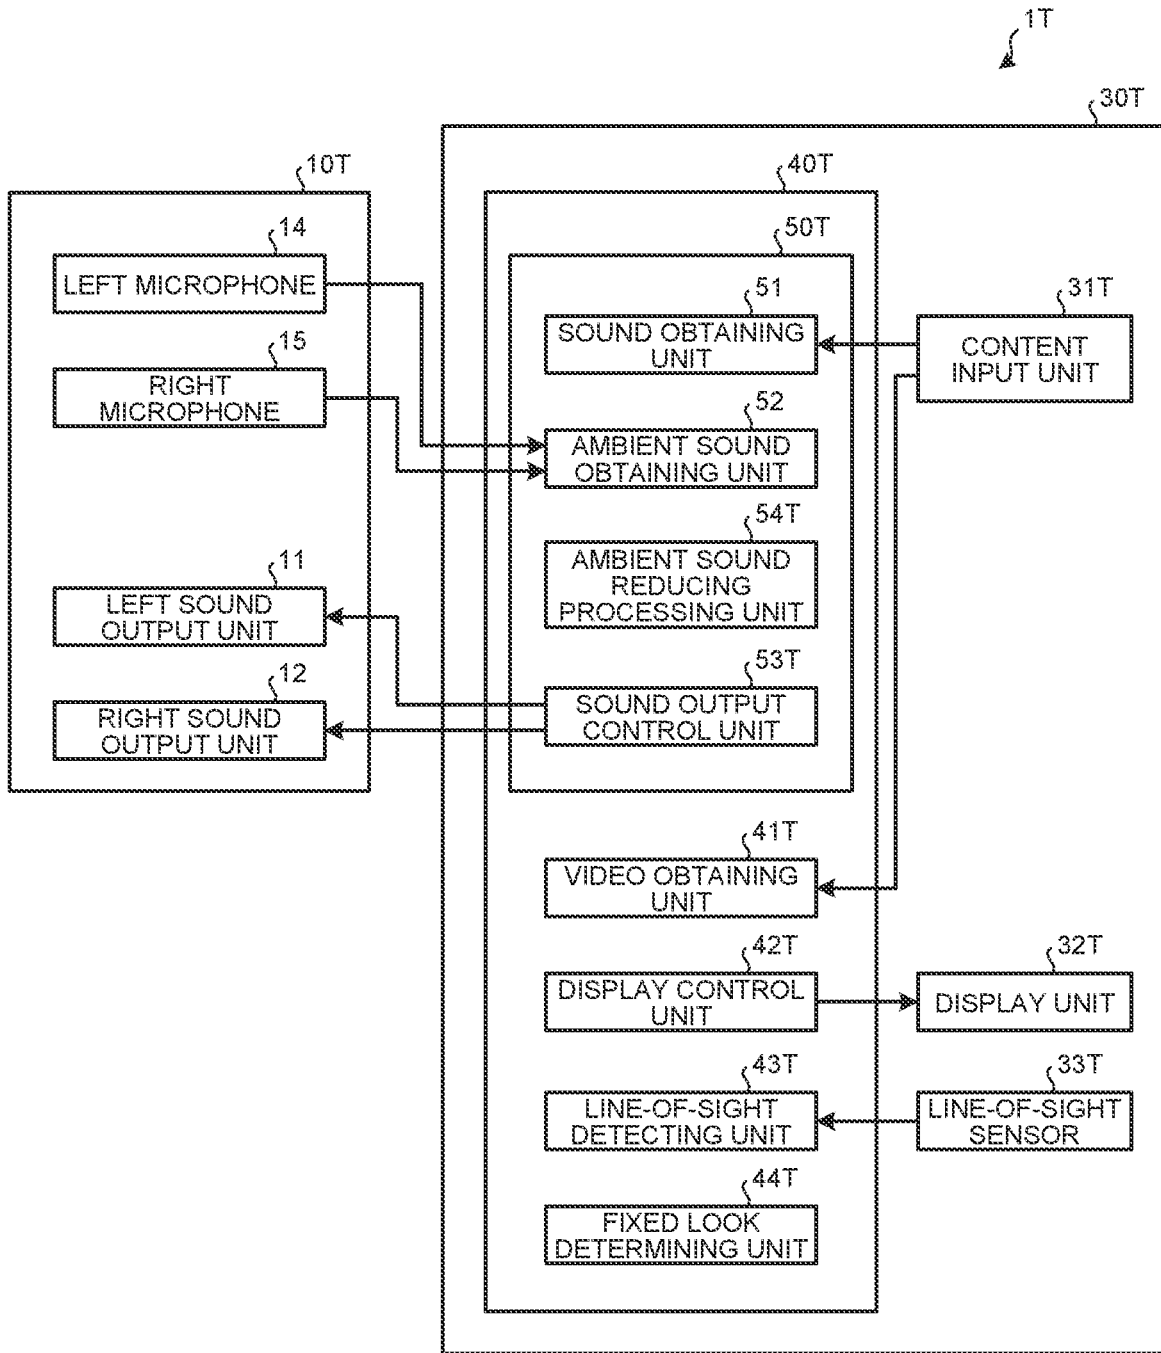 1T
30T
10T
40T
14
LEFT MICROPHONE
15
RIGHT
MICROPHONE
11
LEFT SOUND
OUTPUT UNIT
12
RIGHT SOUND
OUTPUT UNIT
50T
51
SOUND OBTAINING
UNIT
52
AMBIENT SOUND
OBTAINING UNIT
54T
AMBIENT SOUND
REDUCING
PROCESSING UNIT
53T
SOUND OUTPUT
CONTROL UNIT
41T
VIDEO OBTAINING
UNIT
42T
DISPLAY CONTROL
UNIT
43T
LINE-OF-SIGHT
DETECTING UNIT
44T
FIXED LOOK
DETERMINING UNIT
31T
CONTENT
INPUT UNIT
32T
DISPLAY UNIT
33T
LINE-OF-SIGHT
SENSOR